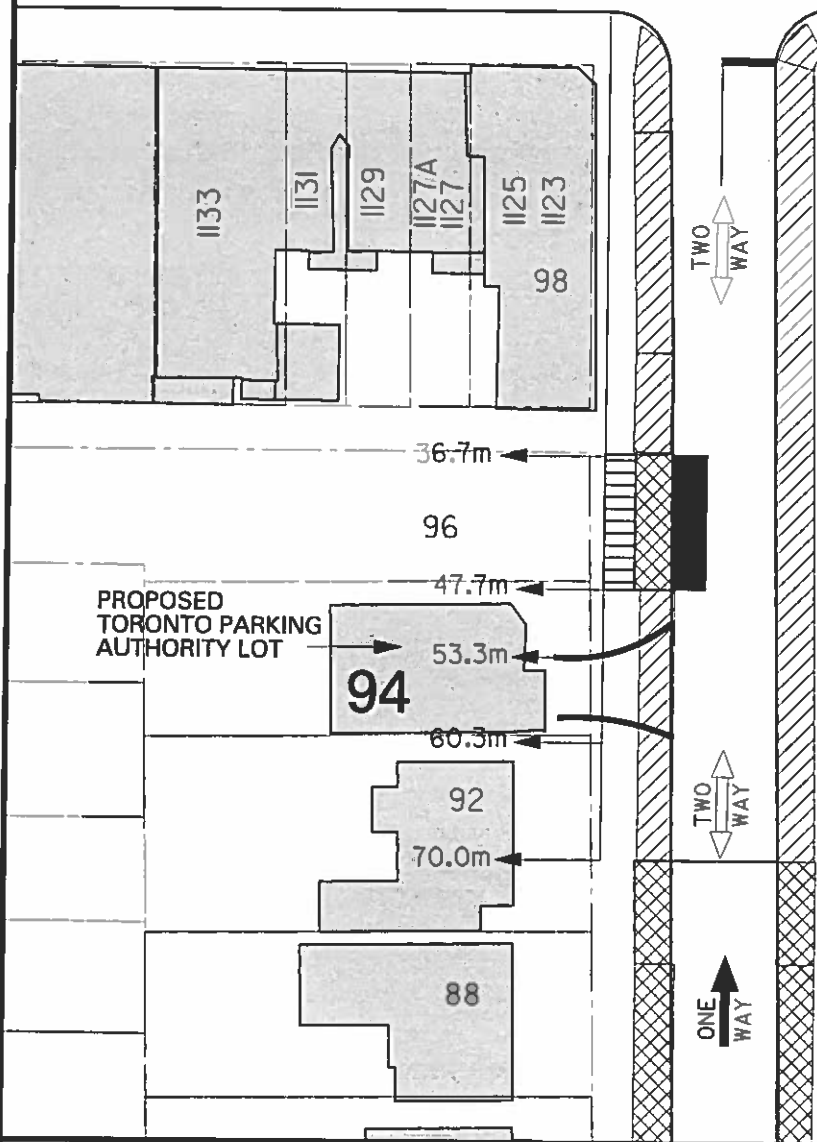 1133
1131
1129
1127A
1127
1125
1123
98
TWO
WAY
36.7m
96
47.7m
PROPOSED
TORONTO PARKING
AUTHORITY LOT
53.3m
94
60.3m
92
TWO
WAY
70.0m
88
ONE
WAY